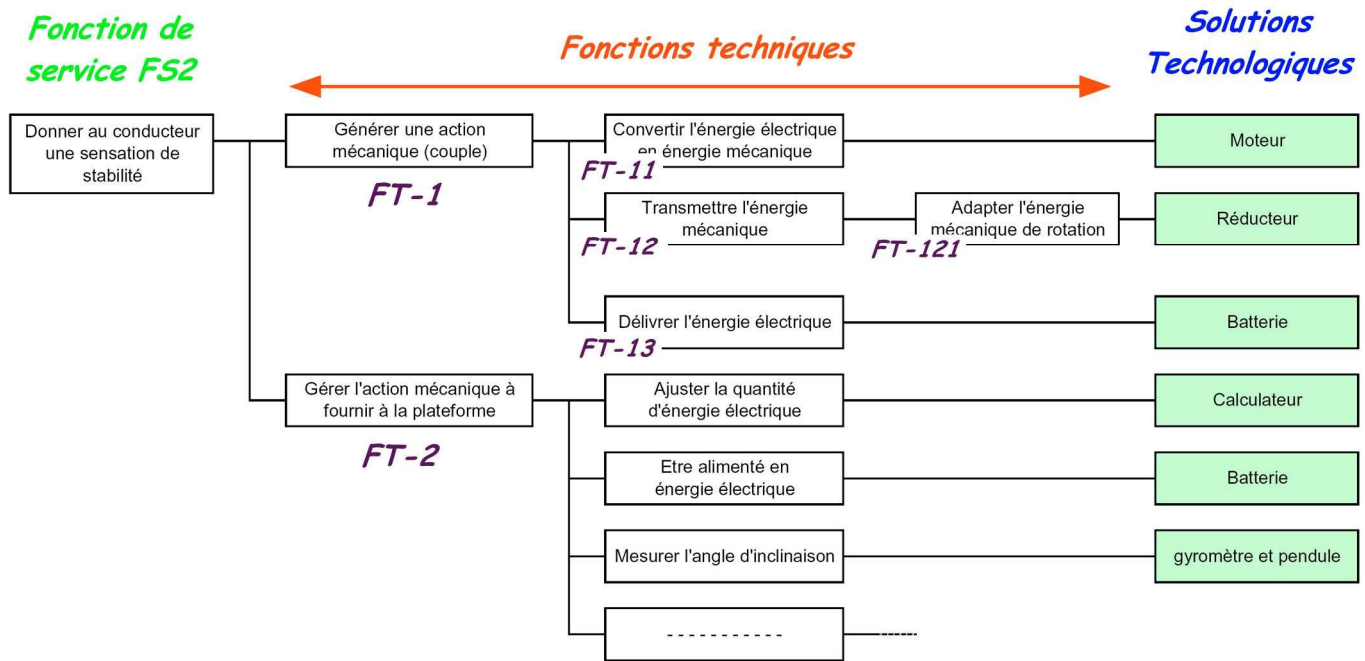 Fonction de
service FS2
Fonctions techniques
Solutions
Technologiques
Donner au conducteur
une sensation de
stabilité
Générer une action
mécanique (couple)
FT-1
Convertir l'énergie électrique
en énergie mécanique
FT-11
Moteur
Transmettre l'énergie
mécanique
FT-12
Adapter l'énergie
mécanique de rotation
FT-121
Réducteur
Délivrer l'énergie électrique
FT-13
Batterie
Gérer l'action mécanique à
fournir à la plateforme
FT-2
Ajuster la quantité
d'énergie électrique
Calculateur
Etre alimenté en
énergie électrique
Batterie
Mesurer l'angle d'inclinaison
gyromètre et pendule
- - - - - - - - - - -